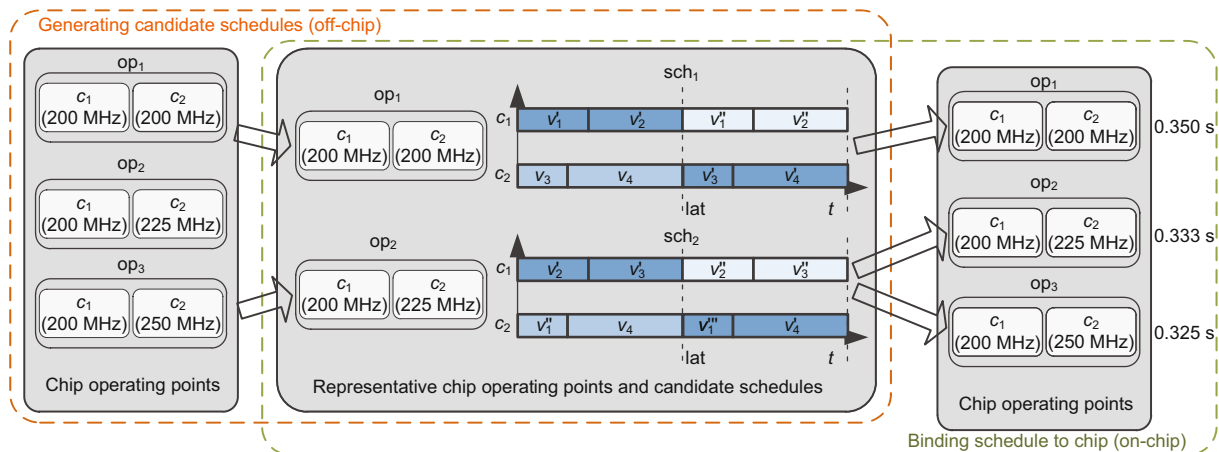 Generating candidate schedules (off-chip)
op1
c1 (200 MHz)
c2 (200 MHz)
op2
c1 (200 MHz)
c2 (225 MHz)
op3
c1 (200 MHz)
c2 (250 MHz)
Chip operating points
op1
c1 (200 MHz)
c2 (200 MHz)
sch1
c1 v'1 v'2 v''1 v''2
c2 v3 v4 v'3 v'4
lat t
op2
c1 (200 MHz)
c2 (225 MHz)
sch2
c1 v'2 v'3 v''2 v''3
c2 v''1 v4 v'''1 v'4
lat t
Representative chip operating points and candidate schedules
op1
c1 (200 MHz)
c2 (200 MHz)
0.350 s
op2
c1 (200 MHz)
c2 (225 MHz)
0.333 s
op3
c1 (200 MHz)
c2 (250 MHz)
0.325 s
Chip operating points
Binding schedule to chip (on-chip)